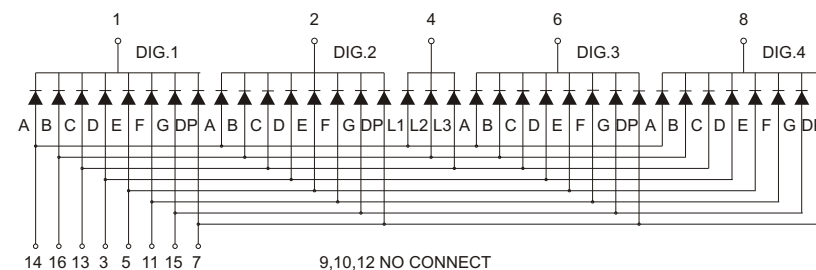 1 2 4 6 8
DIG.1 DIG.2 DIG.3 DIG.4
A B C D E F G DP A B C D E F G DP L1 L2 L3 A B C D E F G DP A B C D E F G
14 16 13 3 5 11 15 7 9,10,12 NO CONNECT